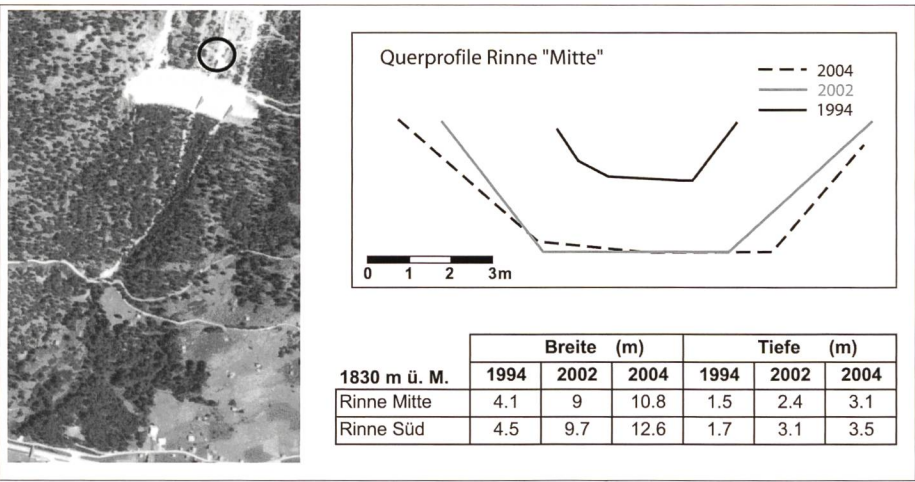 Querprofile Rinne "Mitte"
2004
2002
1994
0 1 2 3m
Breite (m) Tiefe (m)
1830 m ü. M. 1994 2002 2004 1994 2002 2004
Rinne Mitte 4.1 9 10.8 1.5 2.4 3.1
Rinne Süd 4.5 9.7 12.6 1.7 3.1 3.5